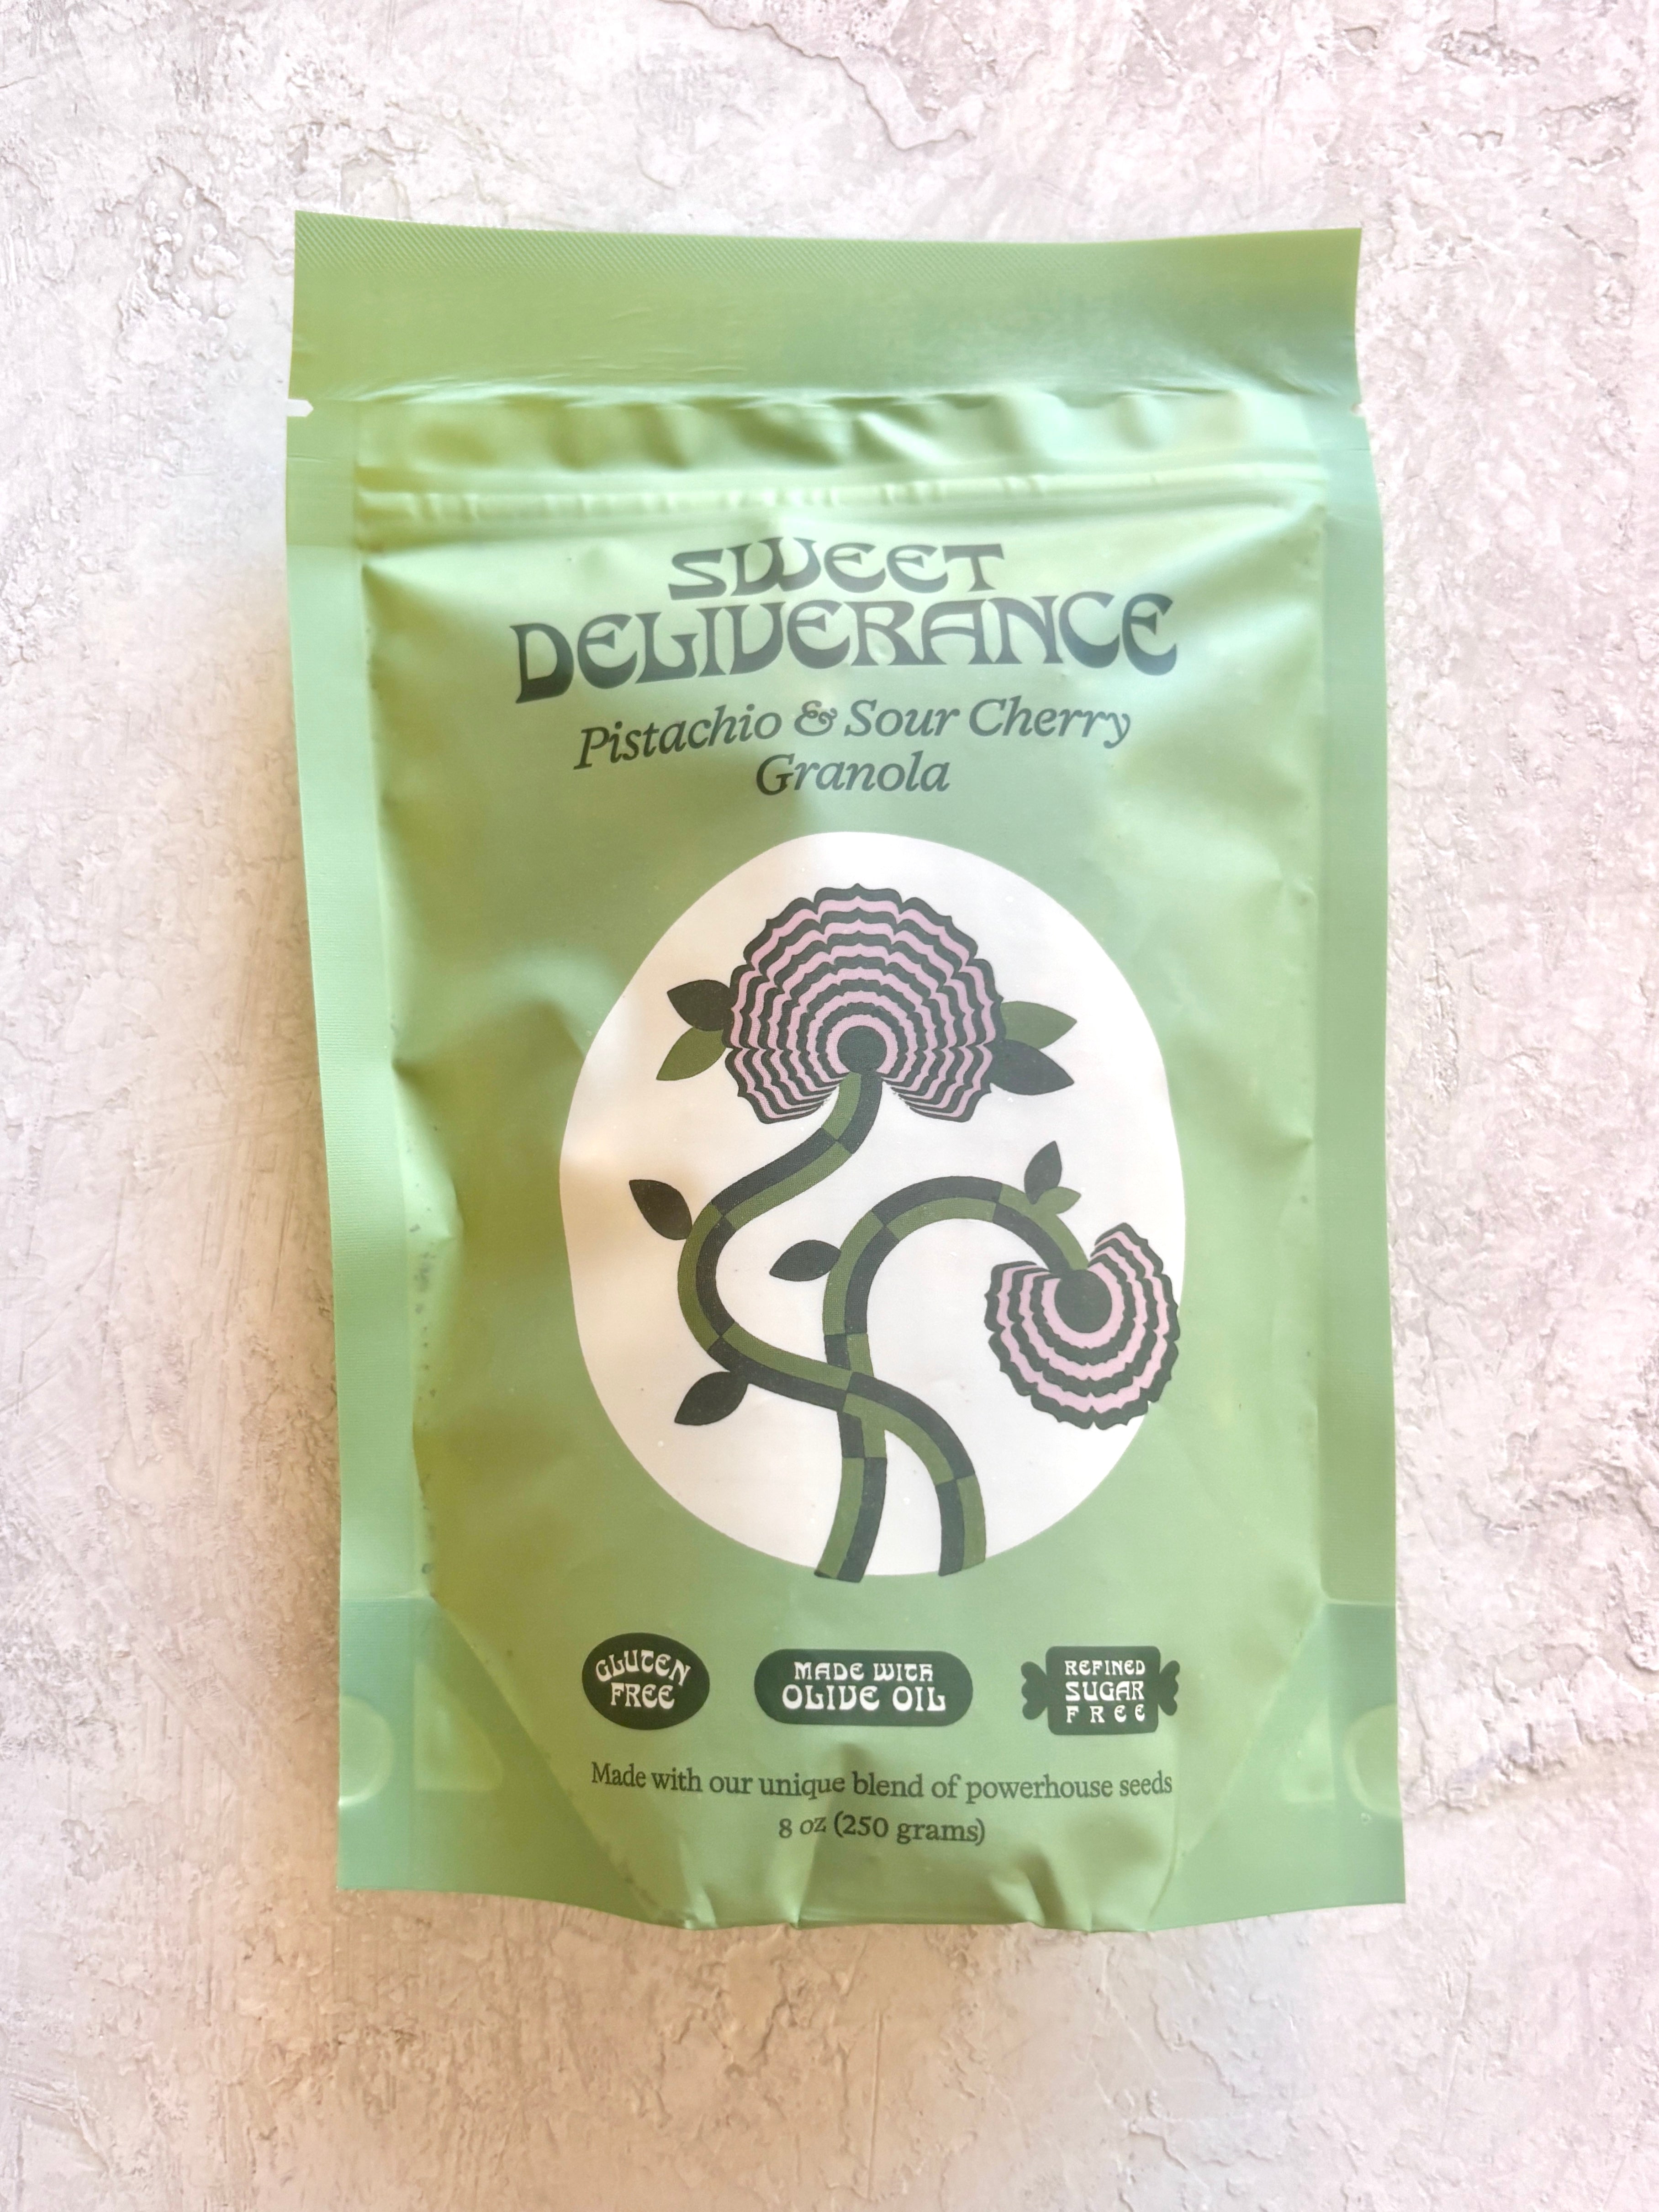 SWEET
DELIVERANCE
Pistachio & Sour Cherry
Granola
GLUTEN
FREE
MADE WITH
OLIVE OIL
REFINED
SUGAR
FREE
Made with our unique blend of powerhouse seeds
8 oz (250 grams)